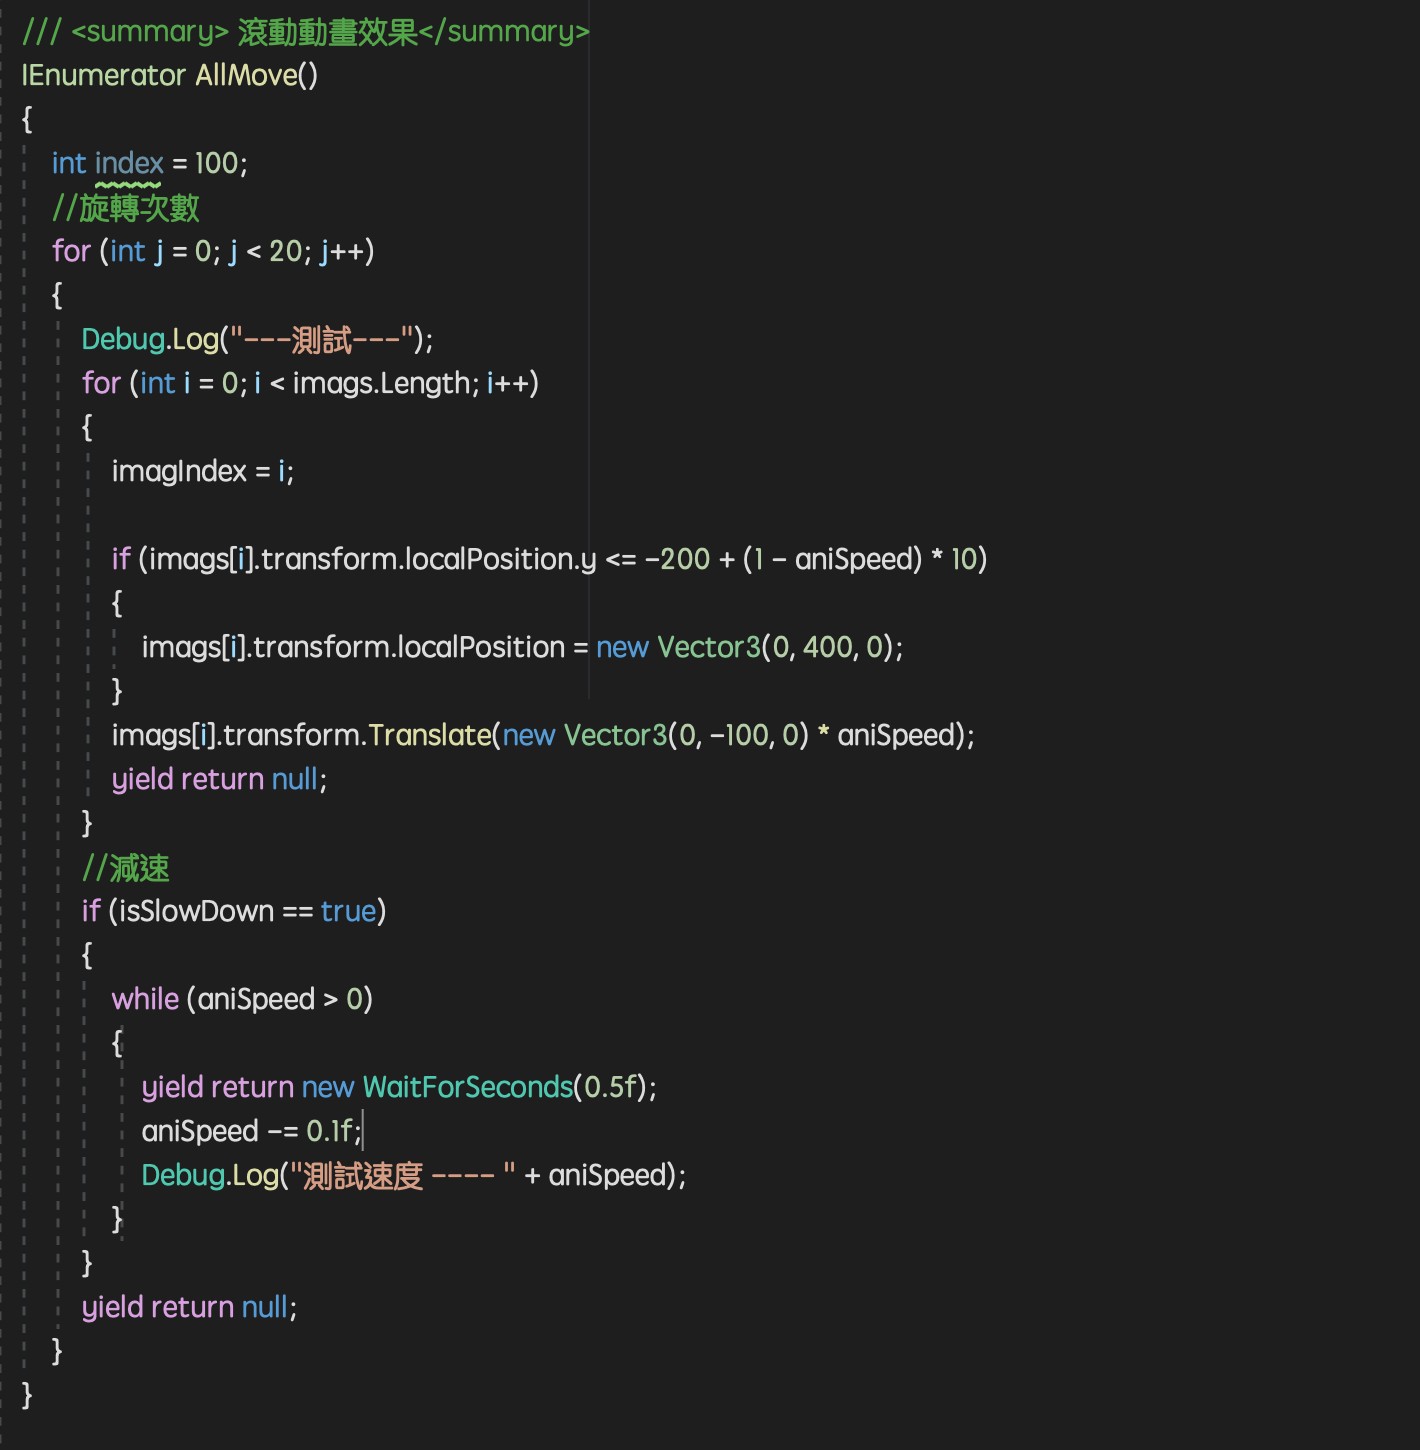 /// <summary> 滾動動畫效果</summary>
IEnumerator AllMove()
{
int index = 100;
//旋轉次數
for (int j = 0; j < 20; j++)
{
Debug.Log("---測試---");
for (int i = 0; i < imags.Length; i++)
{
imagIndex = i;
if (imags[i].transform.localPosition.y <= -200 + (1 - aniSpeed) * 10)
{
imags[i].transform.localPosition = new Vector3(0, 400, 0);
}
imags[i].transform.Translate(new Vector3(0, -100, 0) * aniSpeed);
yield return null;
}
//減速
if (isSlowDown == true)
{
while (aniSpeed > 0)
{
yield return new WaitForSeconds(0.5f);
aniSpeed -= 0.1f;
Debug.Log("測試速度 ---- " + aniSpeed);
}
}
yield return null;
}
}